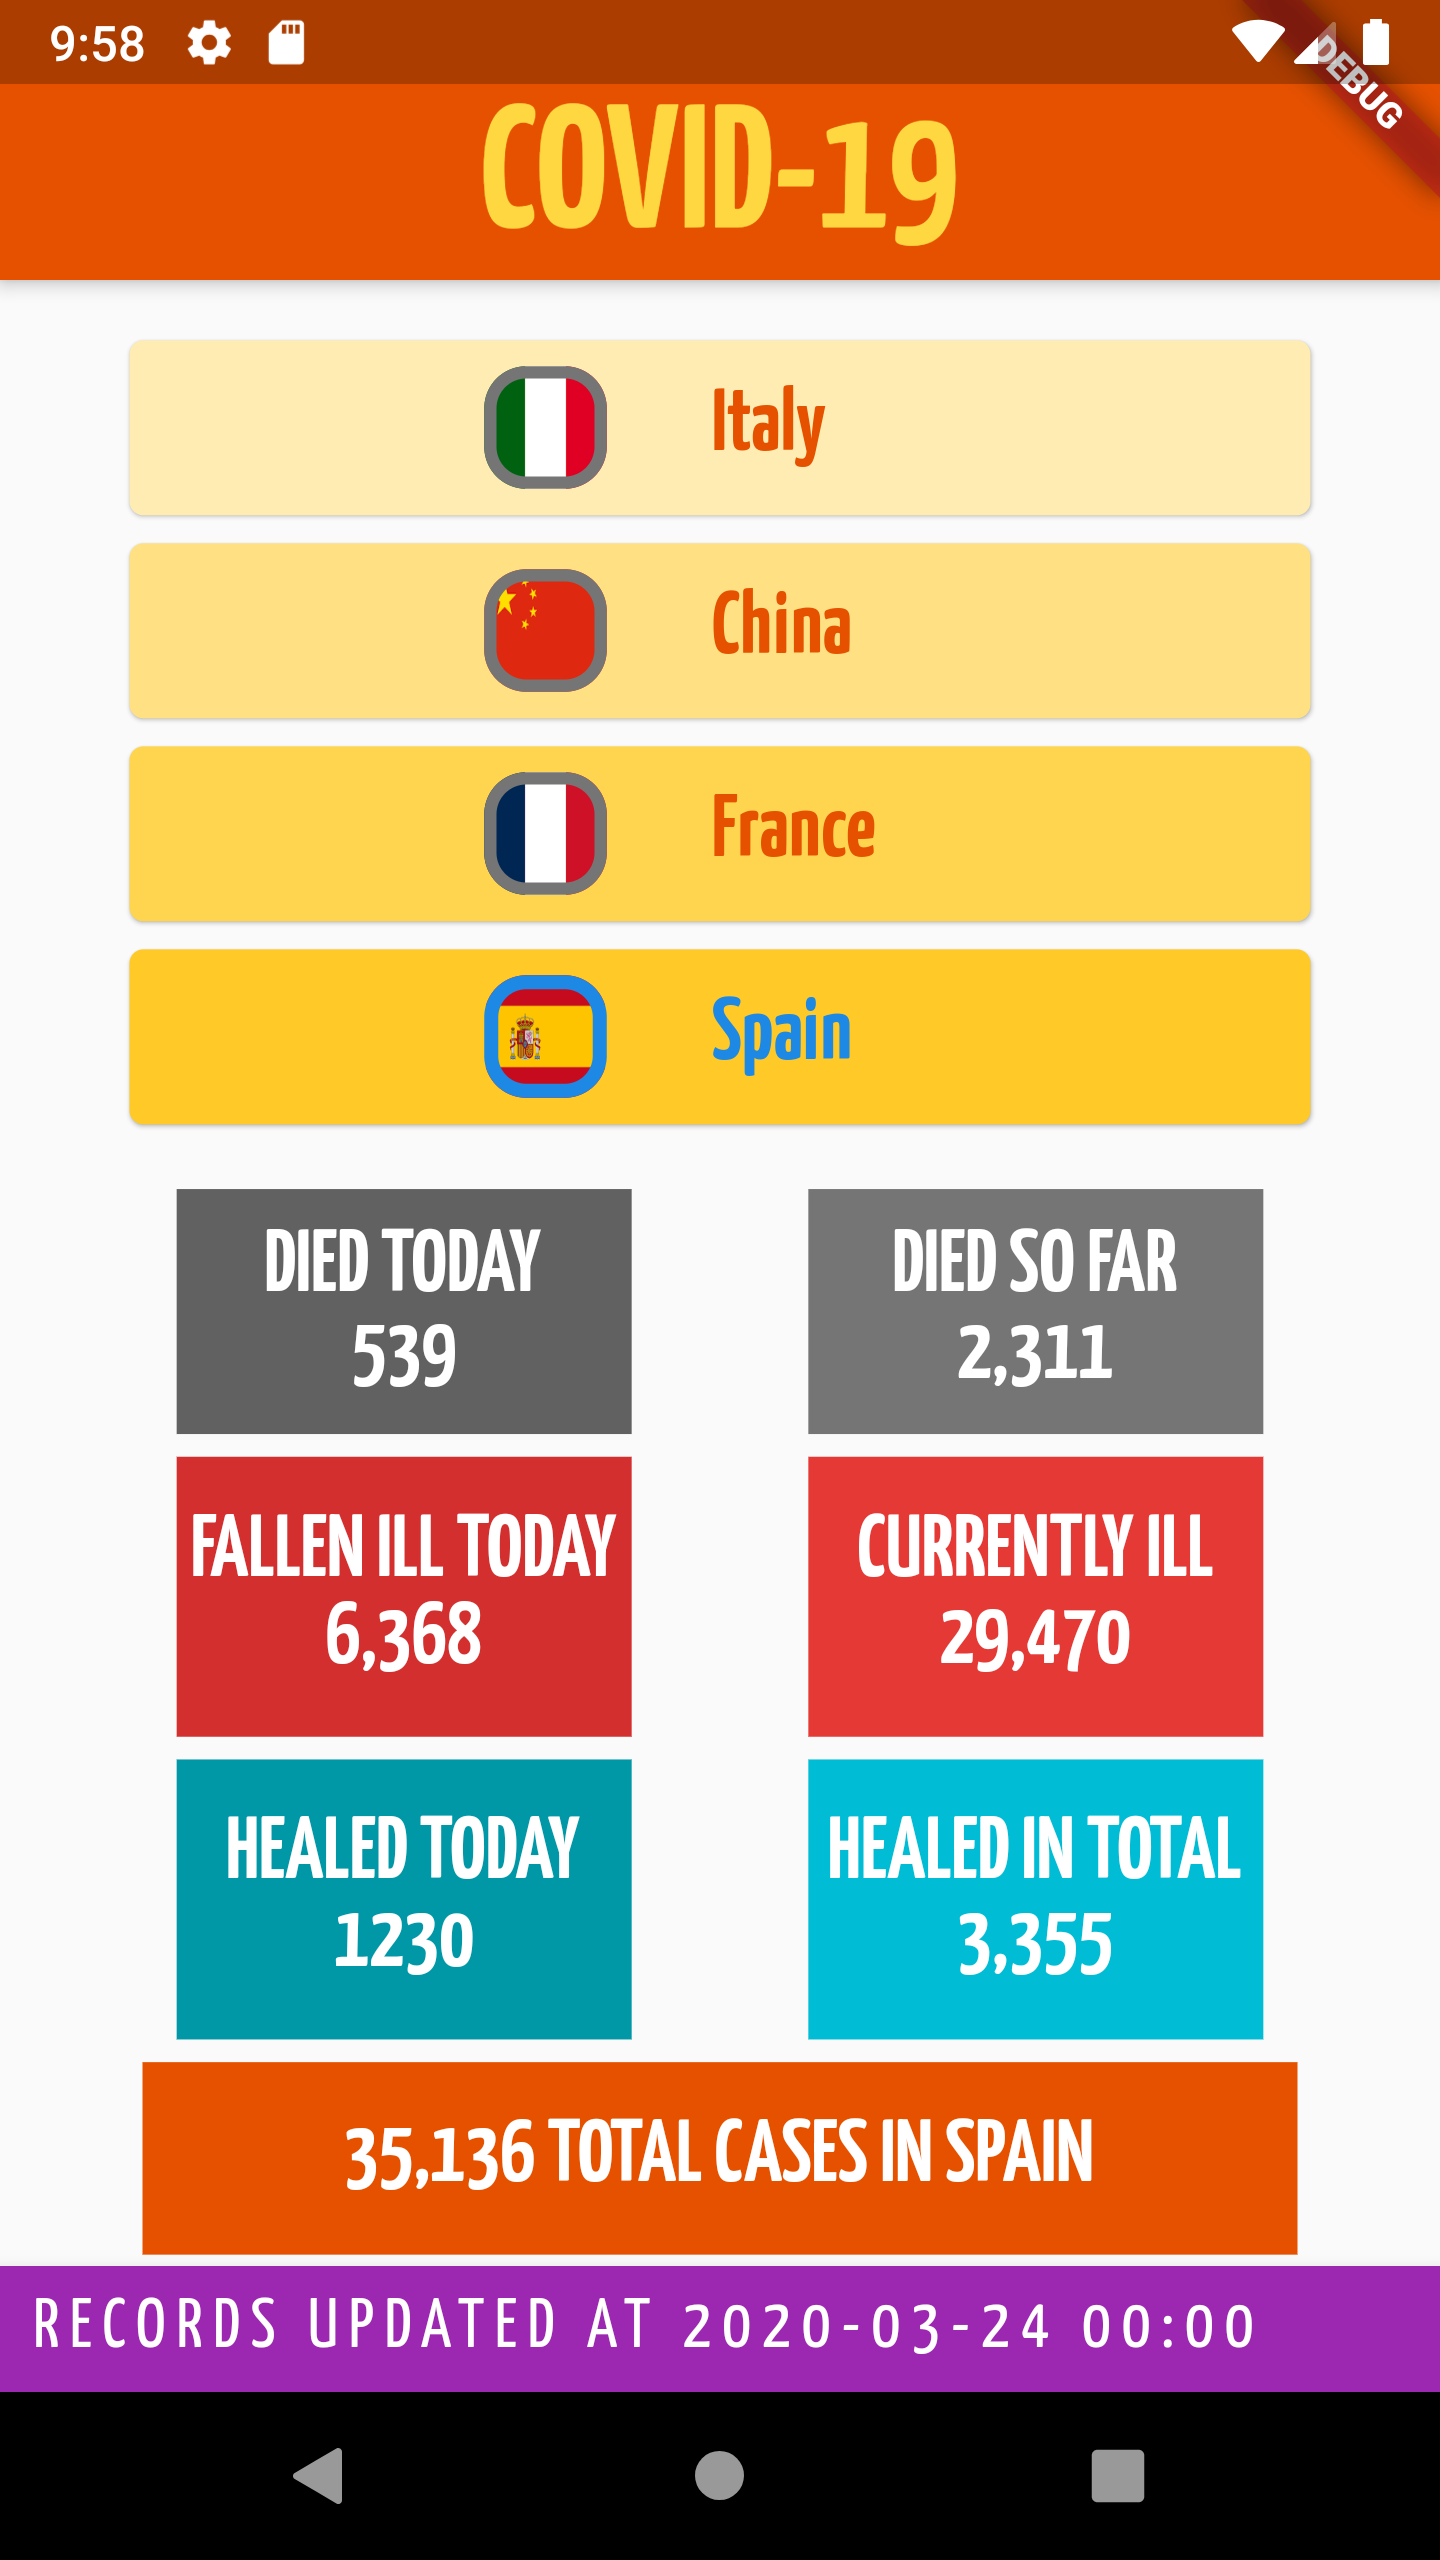 9:58
DEBUG
COVID-19
Italy
China
France
Spain
DIED TODAY
539
DIED SO FAR
2,311
FALLEN ILL TODAY
6,368
CURRENTLY ILL
29,470
HEALED TODAY
1230
HEALED IN TOTAL
3,355
35,136 TOTAL CASES IN SPAIN
RECORDS UPDATED AT 2020-03-24 00:00